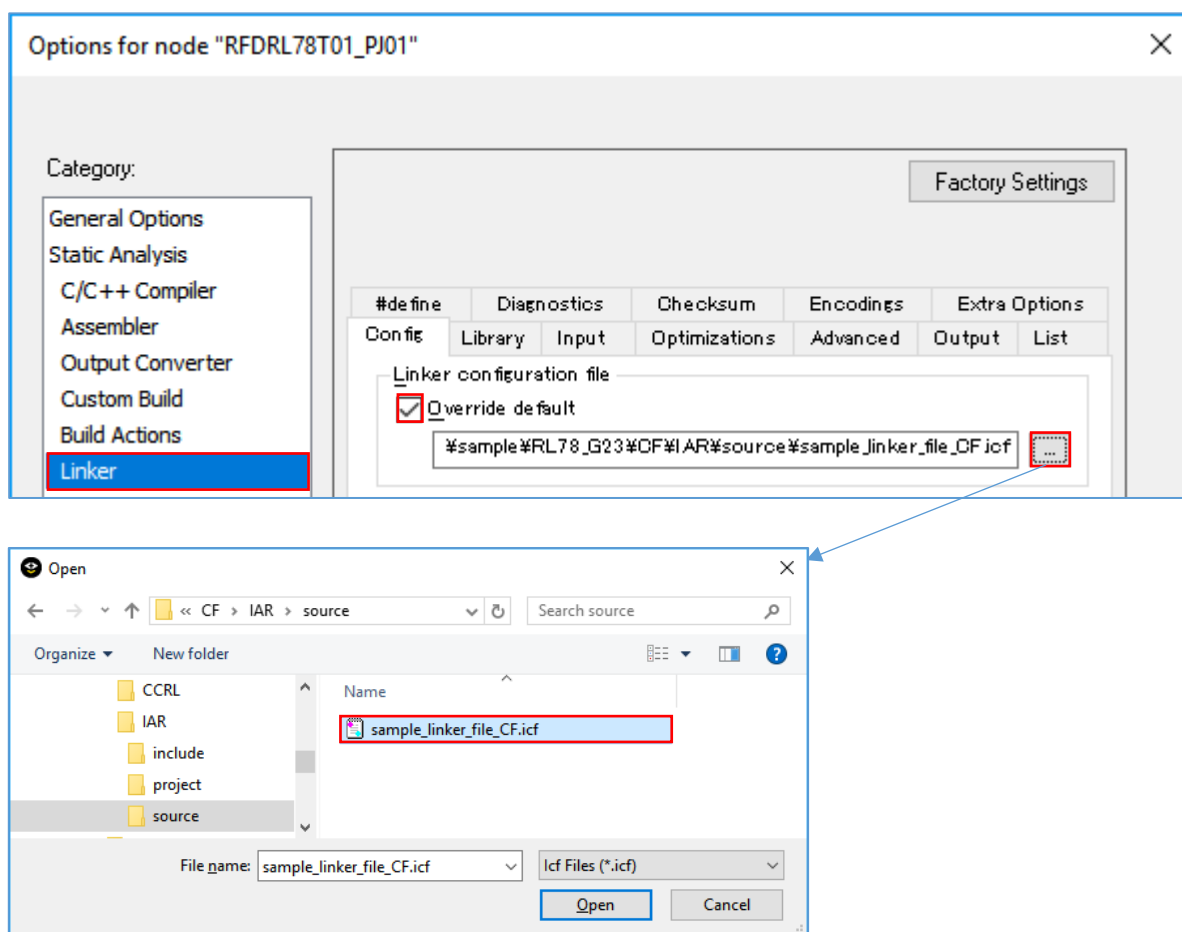 Options for node "RFDRL78T01_PJ01"
Category:
Factory Settings
General Options
Static Analysis
C/C++ Compiler
Assembler
Output Converter
Custom Build
Build Actions
Linker
#define Diagnostics Checksum Encodings Extra Options
Config Library Input Optimizations Advanced Output List
Linker configuration file
Override default
¥sample¥RL78_G23¥CF¥IAR¥source¥sample_linker_file_CF.icf ...
Open
« CF > IAR > source
Search source
Organize New folder
CCRL
IAR
include
project
source
Name
sample_linker_file_CF.icf
File name: sample_linker_file_CF.icf Icf Files (*.icf)
Open Cancel